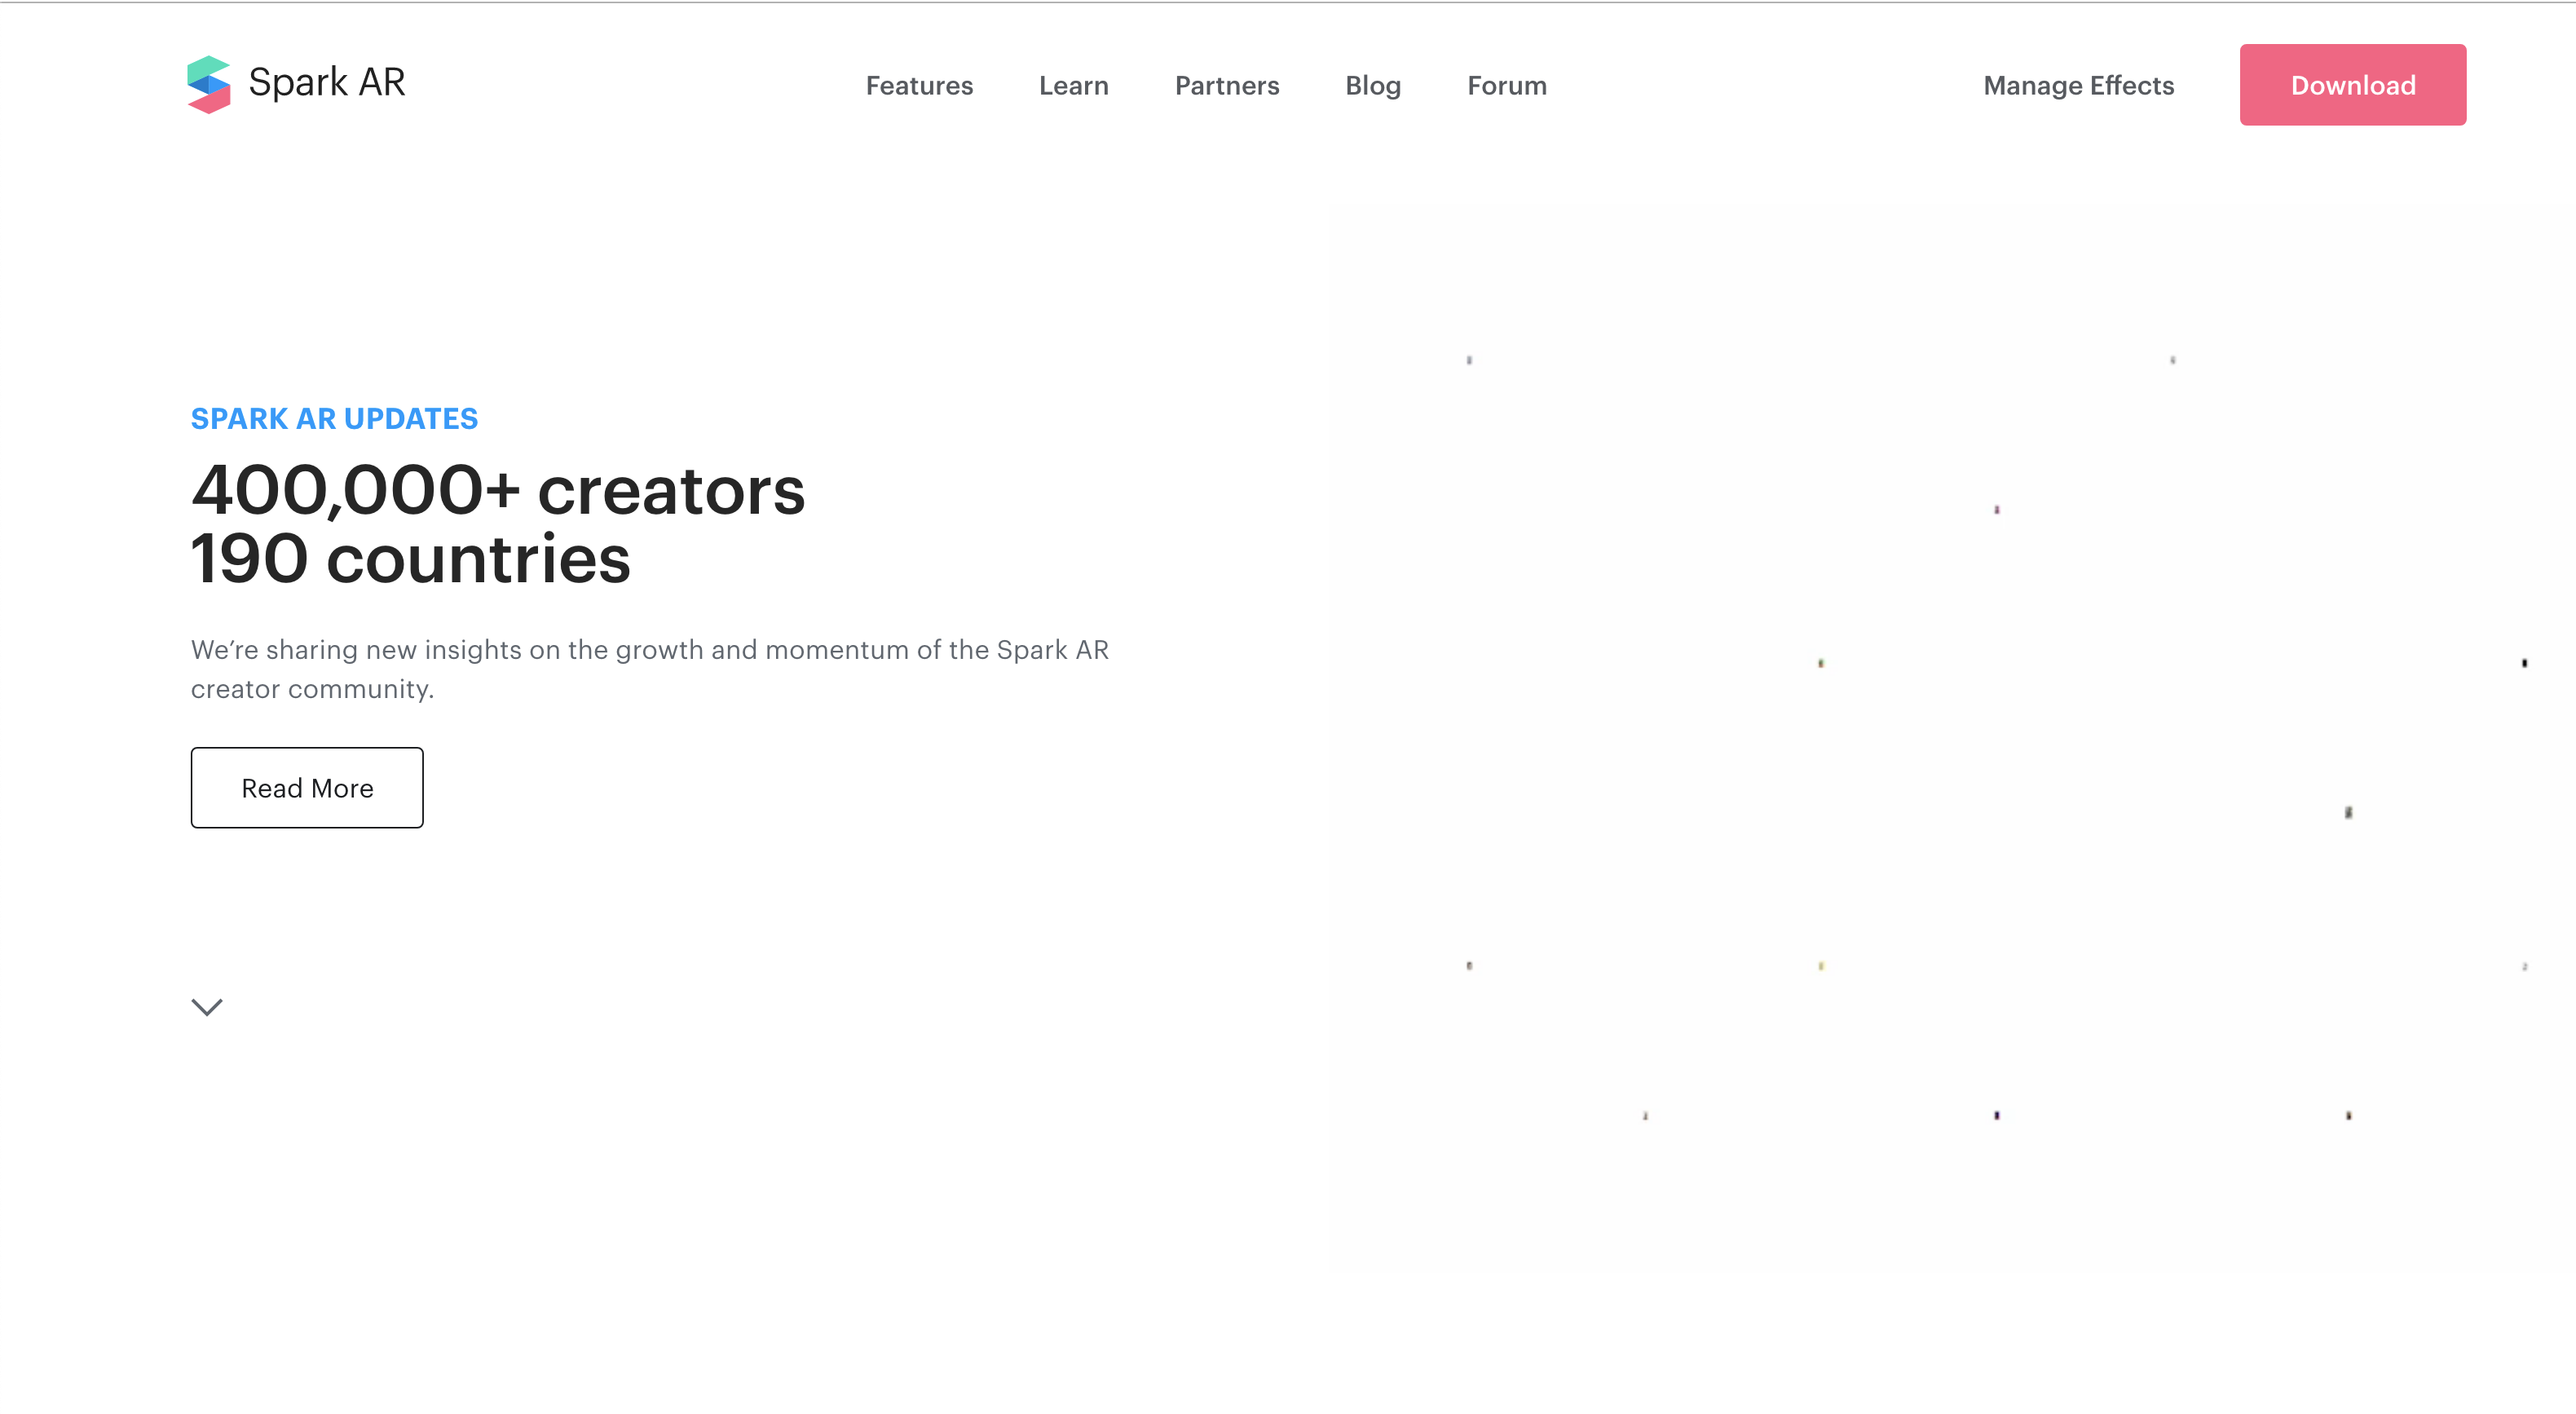 Spark AR
Features
Learn
Partners
Blog
Forum
Manage Effects
Download
SPARK AR UPDATES
400,000+ creators
190 countries
We’re sharing new insights on the growth and momentum of the Spark AR
creator community.
Read More